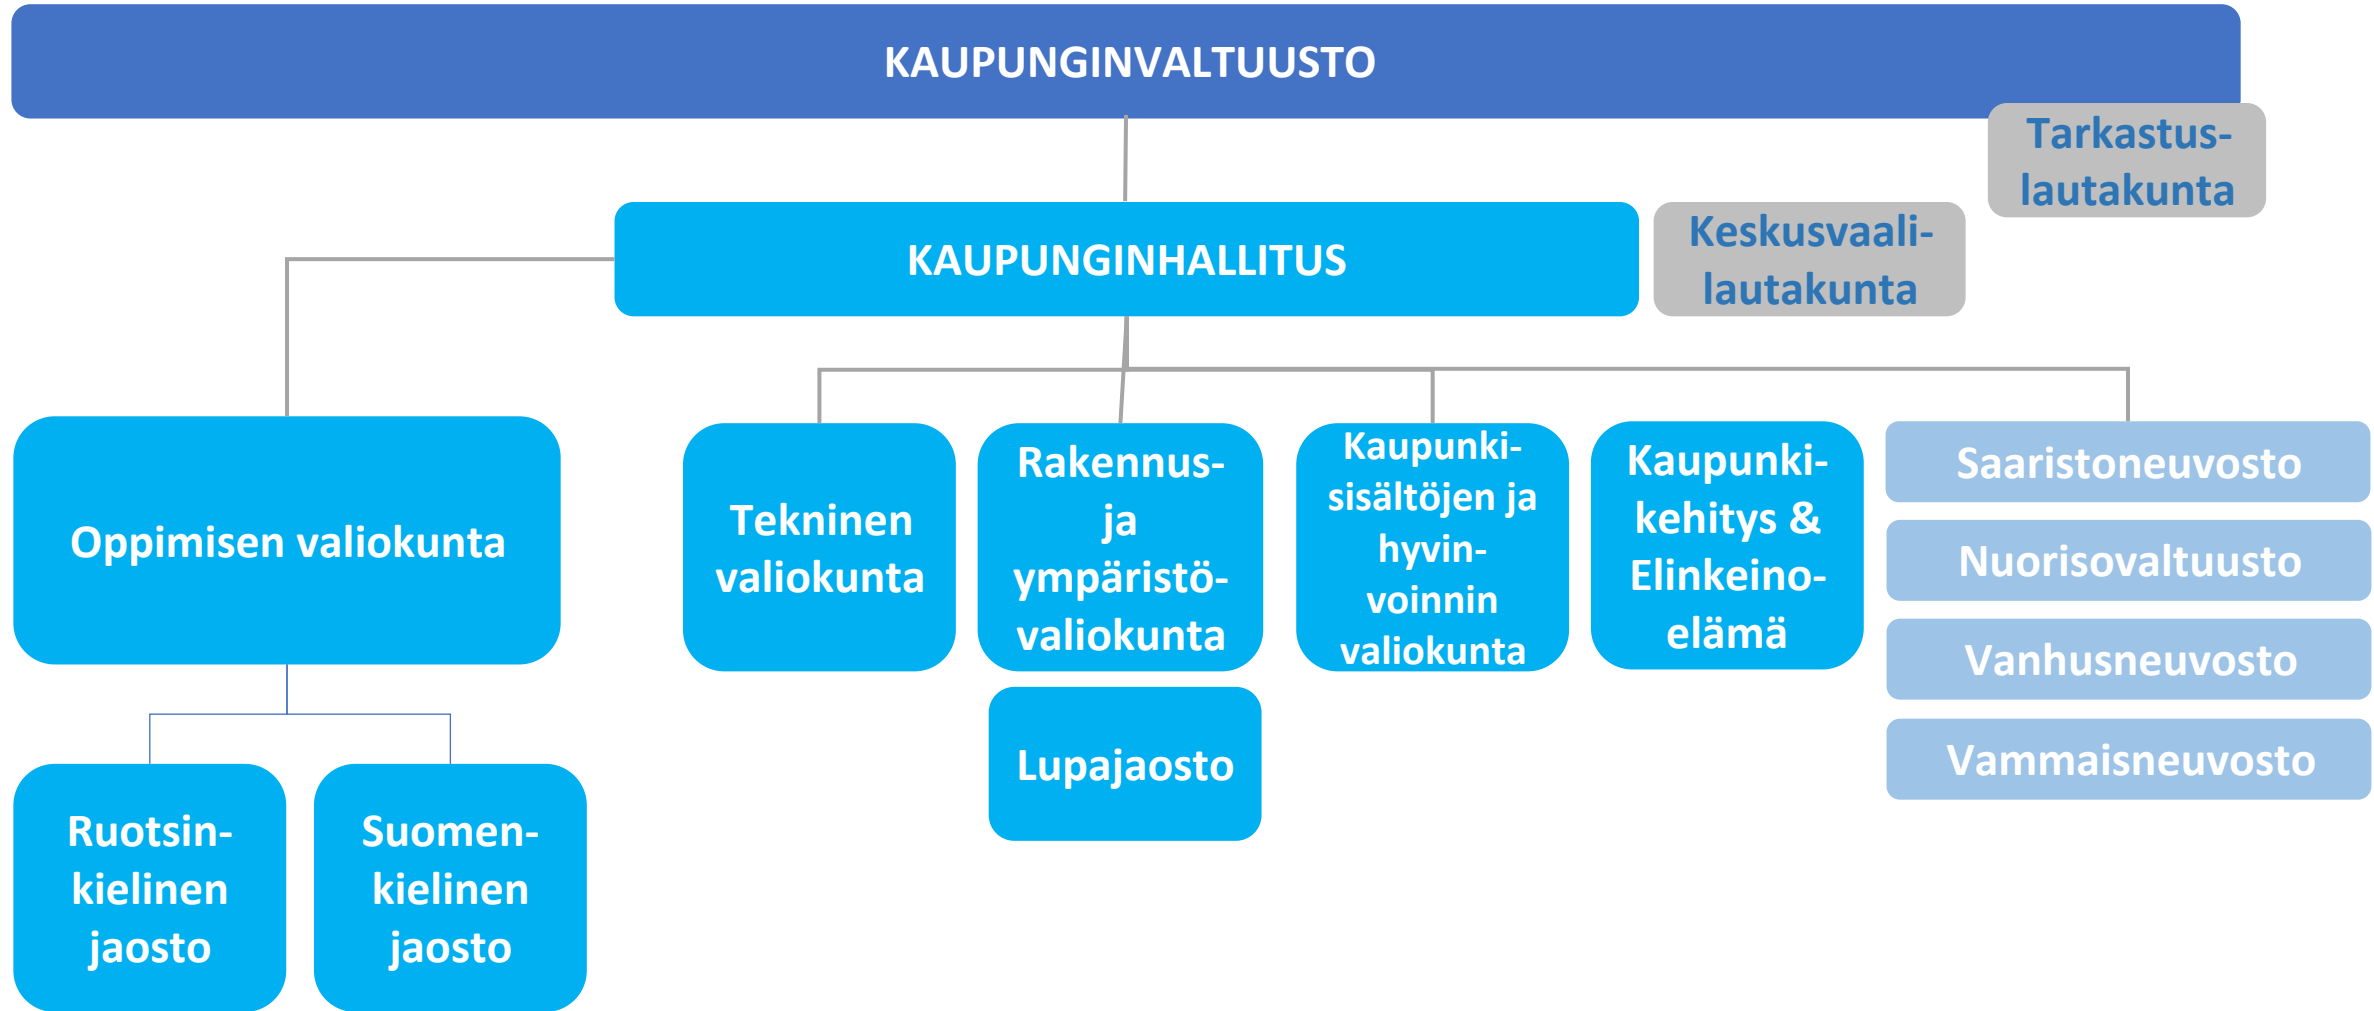 KAUPUNGINVALTUUSTO
Tarkastus-
lautakunta
KAUPUNGINHALLITUS
Keskusvaali-
lautakunta
Oppimisen valiokunta
Tekninen
valiokunta
Rakennus-
ja
ympäristö-
valiokunta
Kaupunki-
sisältöjen ja
hyvin-
voinnin
valiokunta
Kaupunki-
kehitys &
Elinkeino-
elämä
Saaristoneuvosto
Nuorisovaltuusto
Vanhusneuvosto
Vammaisneuvosto
Lupajaosto
Ruotsin-
kielinen
jaosto
Suomen-
kielinen
jaosto